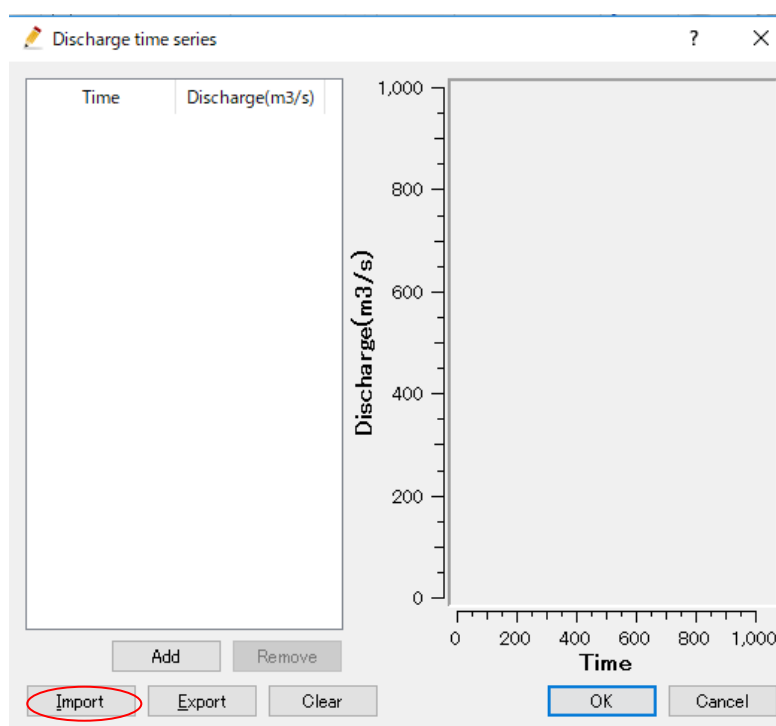 Discharge time series
?
Time Discharge(m3/s)
1,000
800
600
400
200
0
Discharge(m3/s)
0 200 400 600 800 1,000
Time
Add Remove
Import Export Clear OK Cancel